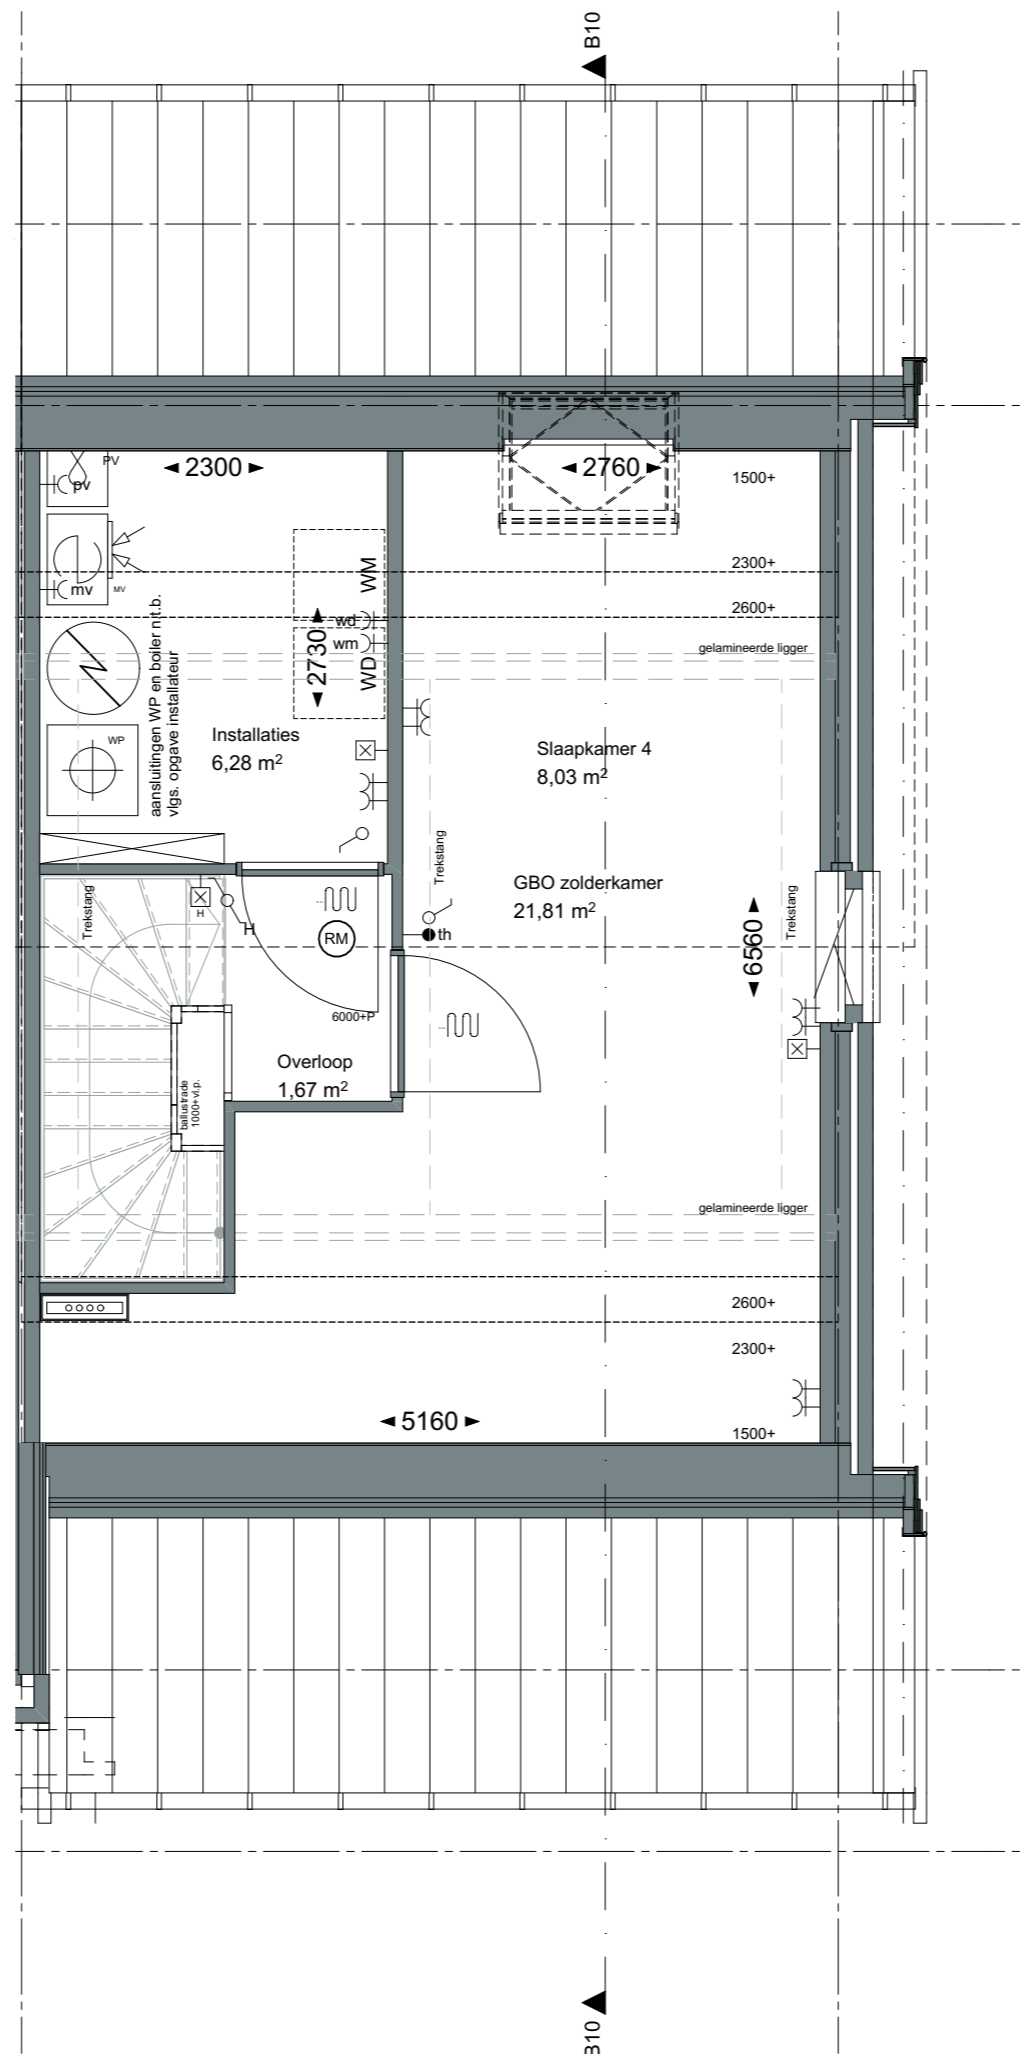 B10
PV
pv
2300
2760
1500+
mv
MV
WM
2300+
wd
2600+
wm
2730
WD
gelamineerde ligger
aansluitingen WP en boiler n.t.b.
vlgs. opgave installateur
WP
Installaties
6,28 m²
Slaapkamer 4
8,03 m²
Trekstang
GBO zolderkamer
21,81 m²
Trekstang
Trekstang
H
H
RM
th
6560
6000+P
Overloop
1,67 m²
ballustrade
1000+vl.p.
gelamineerde ligger
2600+
2300+
5160
1500+
B10